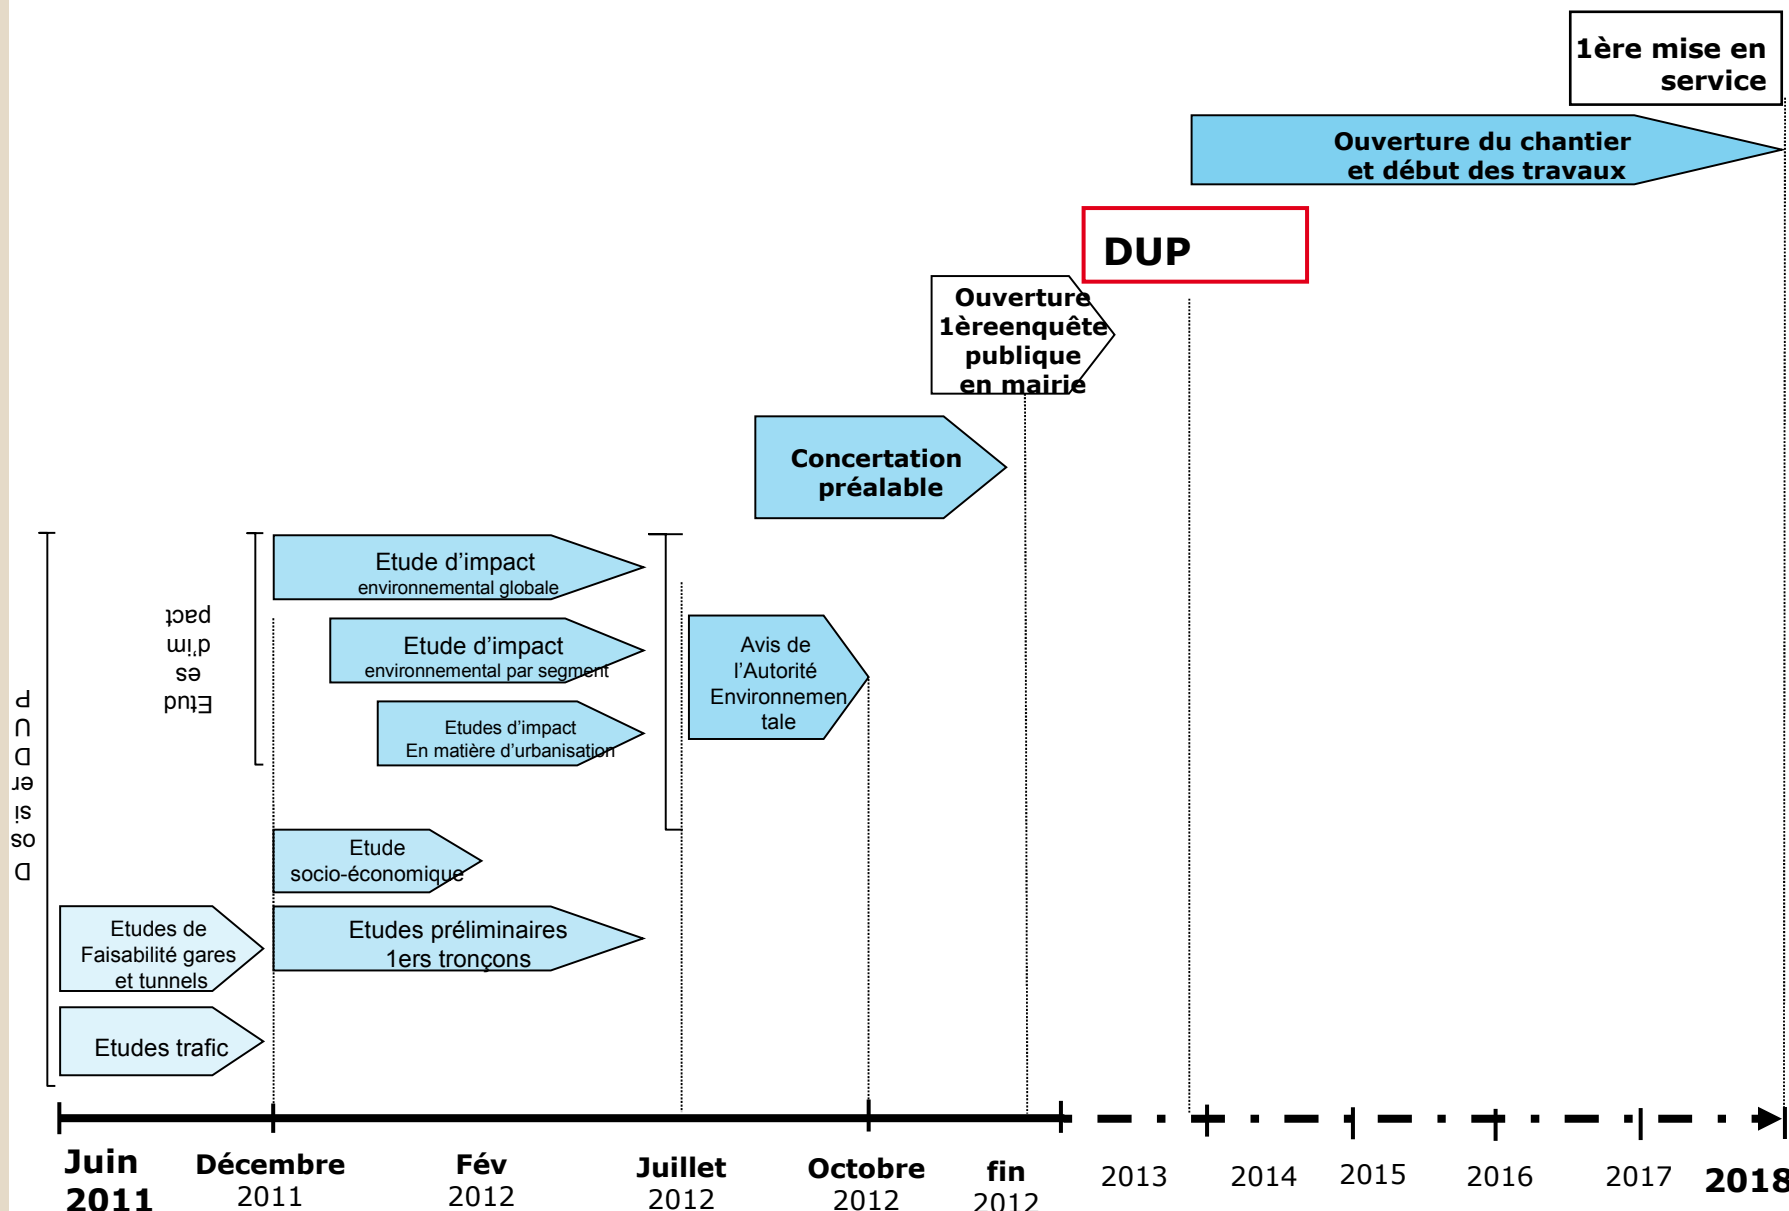 1ère mise en
service
Ouverture du chantier
et début des travaux
DUP
Ouverture
1èreenquête
publique
en mairie
Concertation
préalable
Etude d’impact
environnemental globale
Etude d’impact
environnemental par segment
Etudes d’impact
En matière d’urbanisation
Avis de
l’Autorité
Environnemen
tale
Etud
es
d’im
pact
Dos
si
er
D
U
P
Etude
socio-économique
Etudes de
Faisabilité gares
et tunnels
Etudes préliminaires
1ers tronçons
Etudes trafic
Juin
2011
Décembre
2011
Fév
2012
Juillet
2012
Octobre
2012
fin
2012
2013
2014
2015
2016
2017
2018